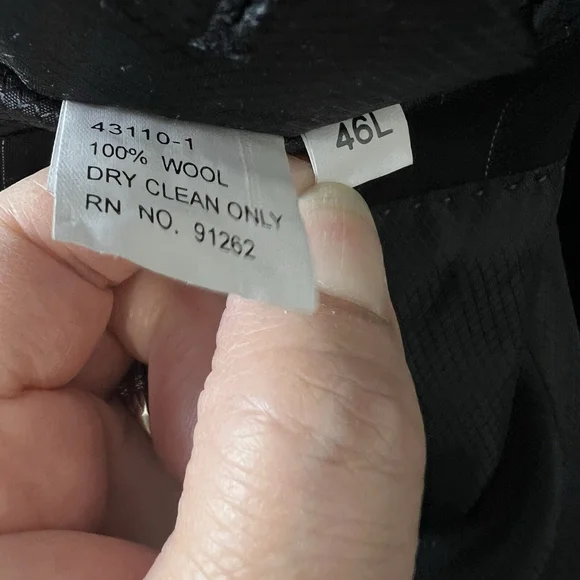 43110-1
100% WOOL
DRY CLEAN ONLY
RN NO. 91262
46L